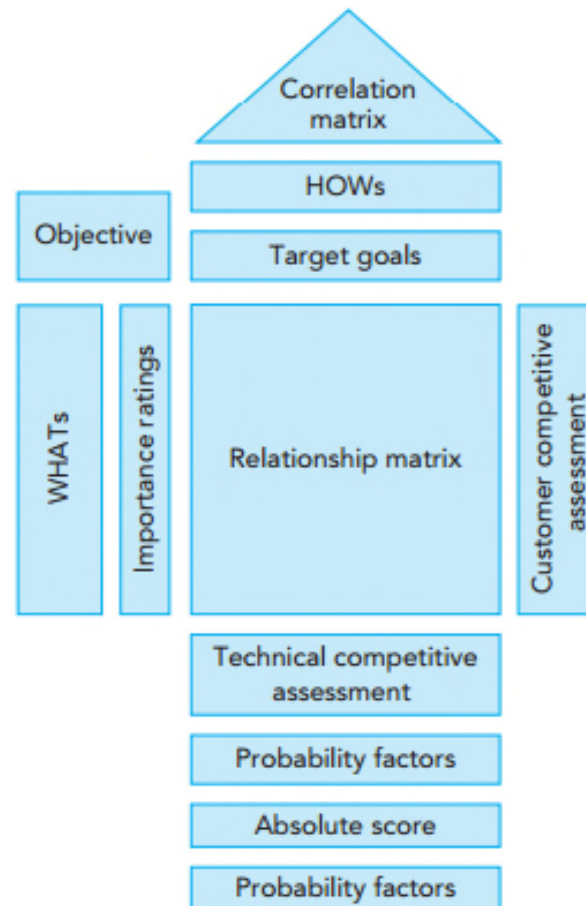 Correlation
matrix
HOWs
Objective
Target goals
WHATs
Importance ratings
Relationship matrix
Customer competitive
assessment
Technical competitive
assessment
Probability factors
Absolute score
Probability factors